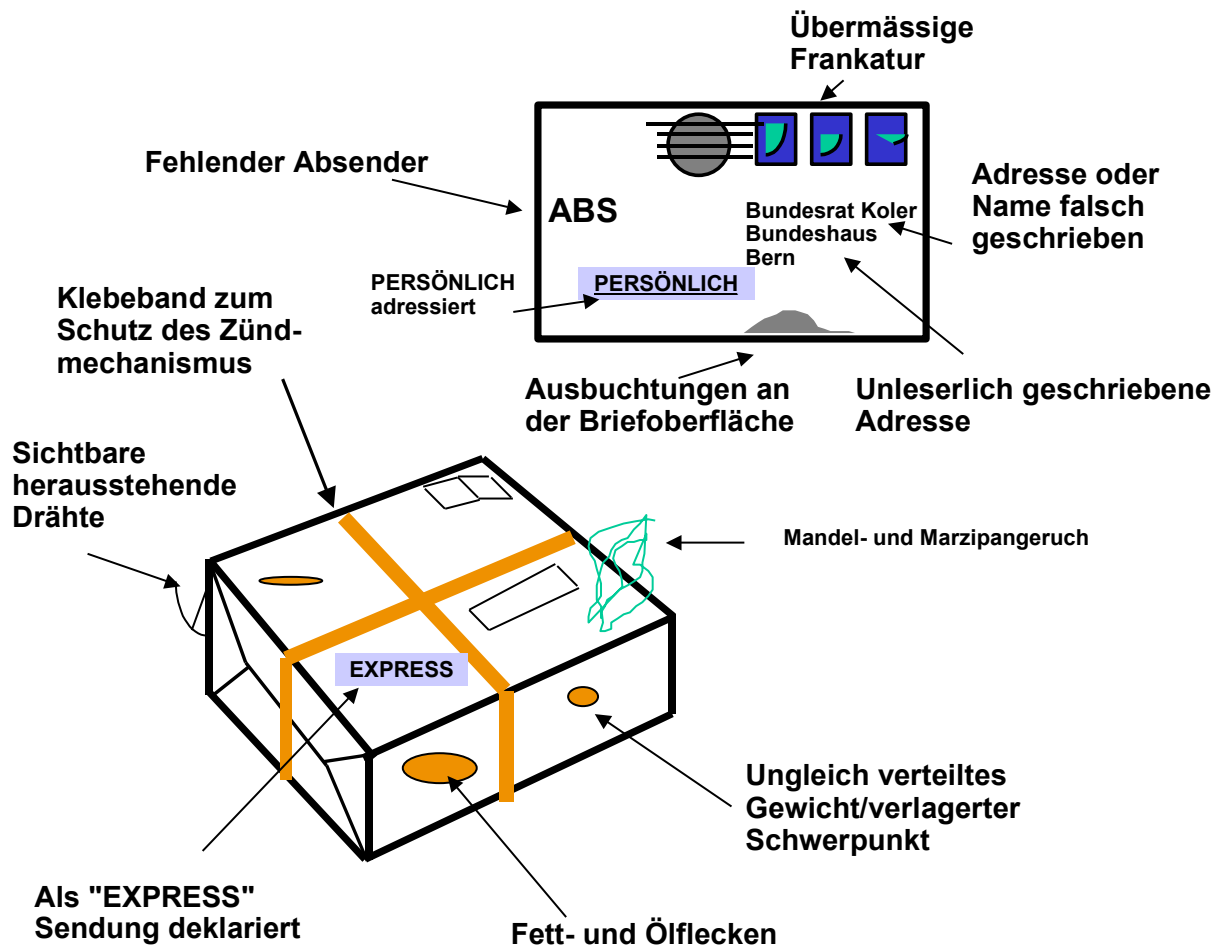 Übermässige
Frankatur
Fehlender Absender
ABS
Bundesrat Koler
Bundeshaus
Bern
Adresse oder
Name falsch
geschrieben
PERSÖNLICH
adressiert
PERSÖNLICH
Klebeband zum
Schutz des Zünd-
mechanismus
Ausbuchtungen an
der Briefoberfläche
Unleserlich geschriebene
Adresse
Sichtbare
herausstehende
Drähte
Mandel- und Marzipangeruch
EXPRESS
Ungleich verteiltes
Gewicht/verlagerter
Schwerpunkt
Als "EXPRESS"
Sendung deklariert
Fett- und Ölflecken